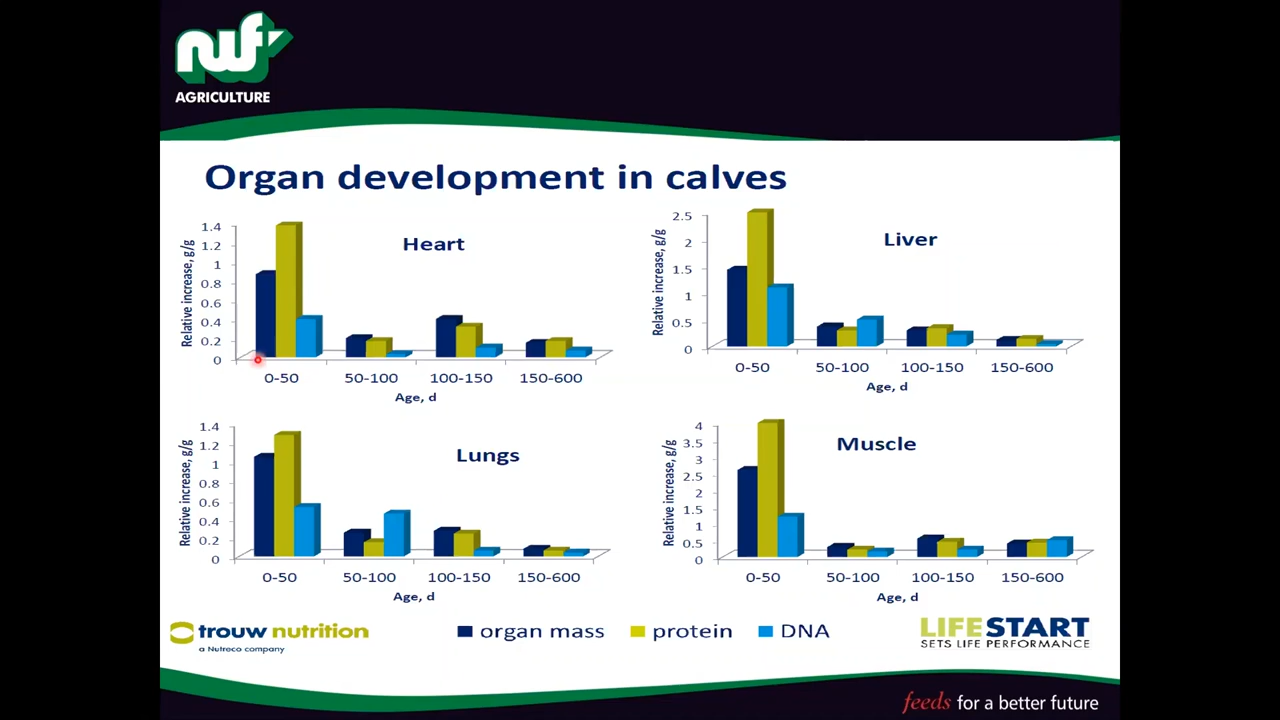 nwf
AGRICULTURE
Organ development in calves
Heart
Relative increase, g/g
1.4
1.2
1
0.8
0.6
0.4
0.2
0
0-50 50-100 100-150 150-600
Age, d
Liver
Relative increase, g/g
2.5
2
1.5
1
0.5
0
0-50 50-100 100-150 150-600
Age, d
Lungs
Relative increase, g/g
1.4
1.2
1
0.8
0.6
0.4
0.2
0
0-50 50-100 100-150 150-600
Age, d
Muscle
Relative increase, g/g
4
3.5
3
2.5
2
1.5
1
0.5
0
0-50 50-100 100-150 150-600
Age, d
trouw nutrition
a Nutreco company
organ mass protein DNA
LIFESTART
SETS LIFE PERFORMANCE
feeds for a better future